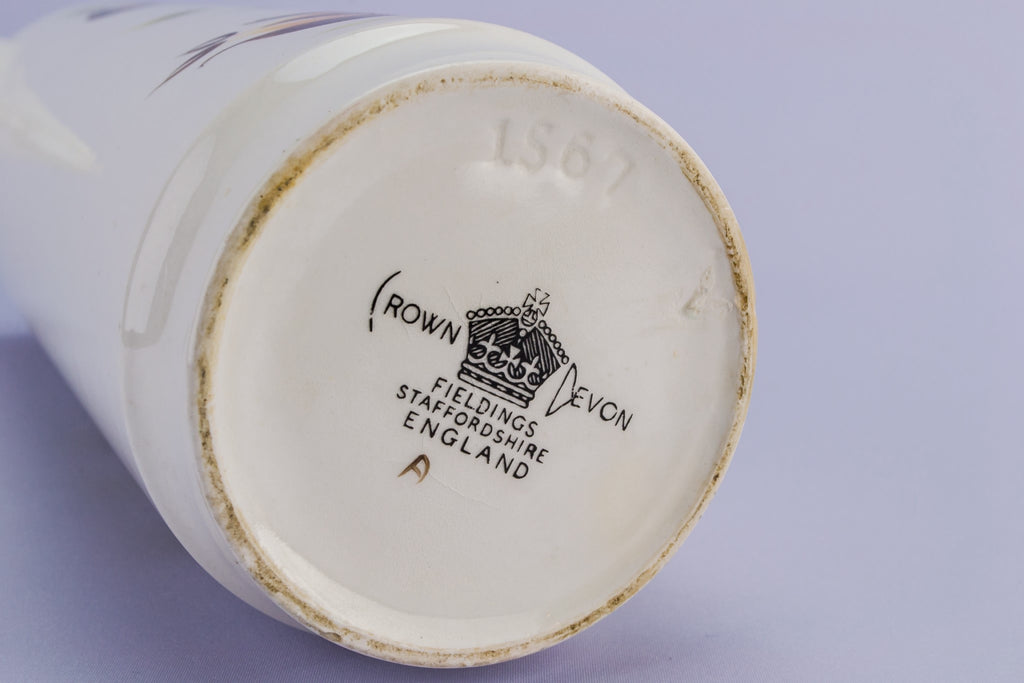 1567
CROWN DEVON
FIELDINGS
STAFFORDSHIRE
ENGLAND
A